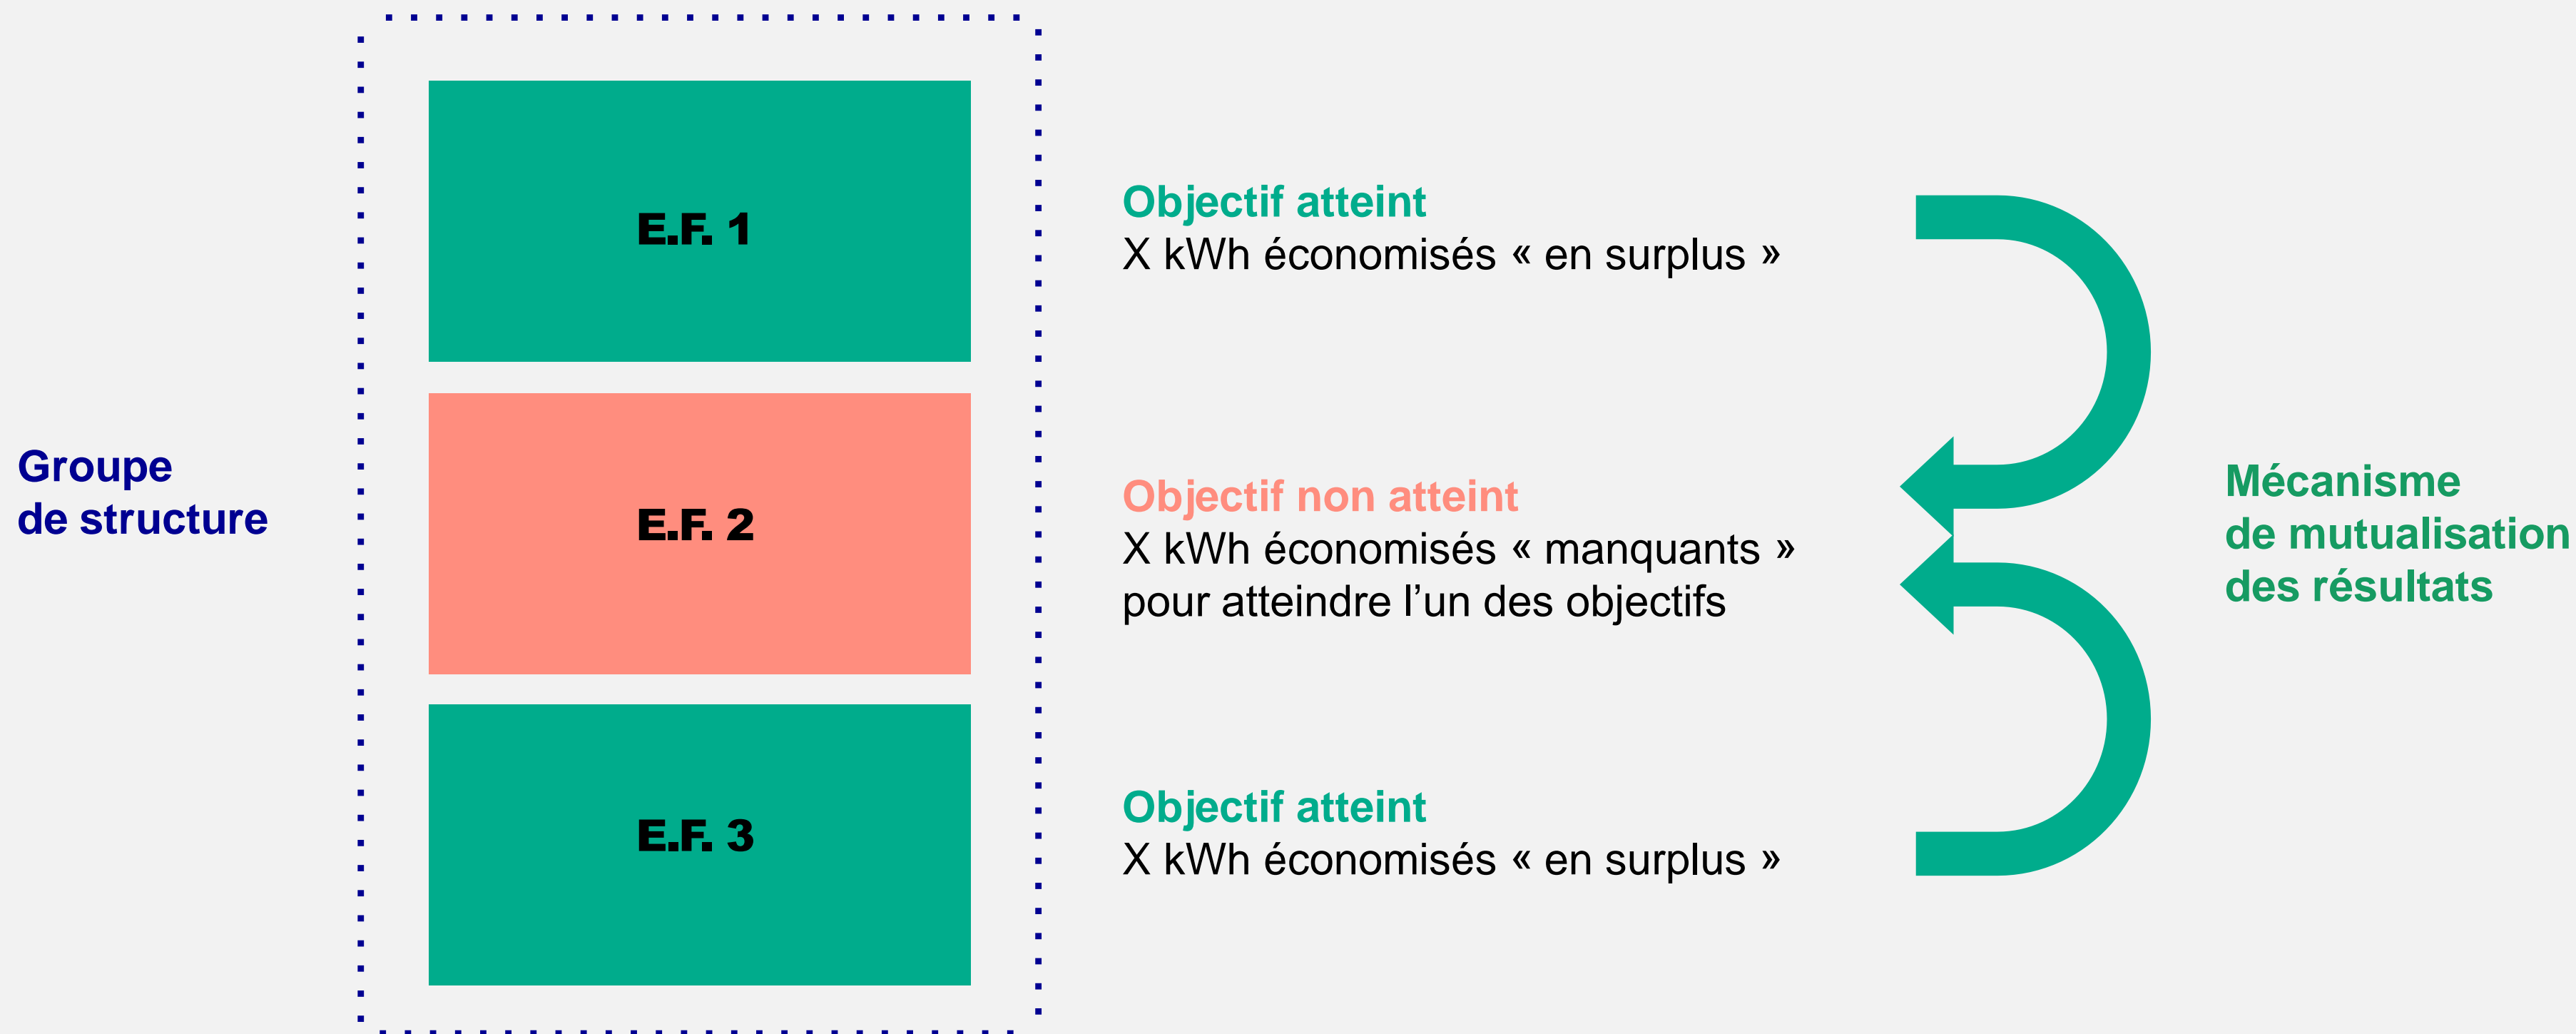 Groupe
de structure
E.F. 1
Objectif atteint
X kWh économisés « en surplus »
E.F. 2
Objectif non atteint
X kWh économisés « manquants »
pour atteindre l’un des objectifs
E.F. 3
Objectif atteint
X kWh économisés « en surplus »
Mécanisme
de mutualisation
des résultats